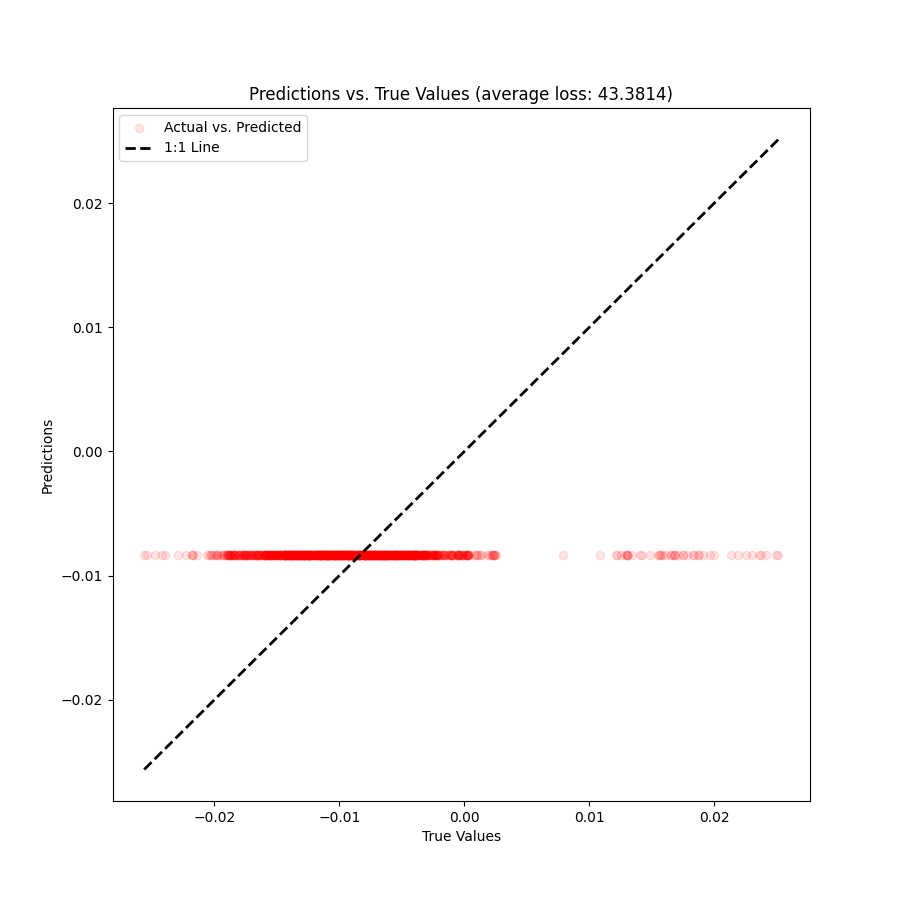 Predictions vs. True Values (average loss: 43.3814)
Actual vs. Predicted
1:1 Line
0.02
0.01
0.00
−0.01
−0.02
Predictions
−0.02
−0.01
0.00
0.01
0.02
True Values